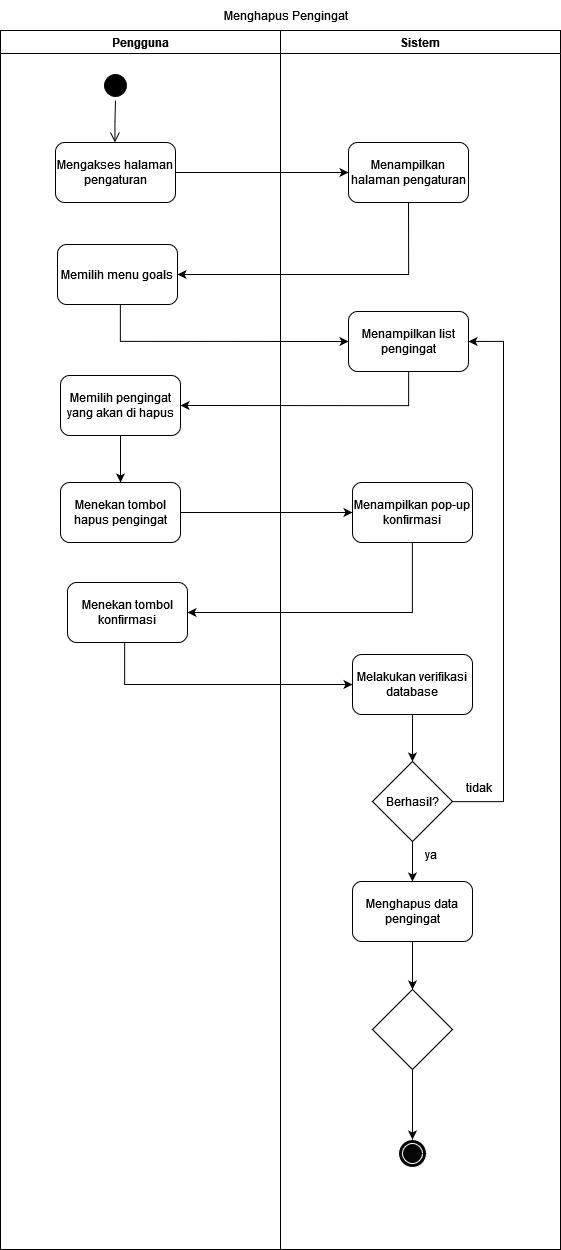 Menghapus Pengingat
Pengguna
Sistem
Mengakses halaman
pengaturan
Menampilkan
halaman pengaturan
Memilih menu goals
Menampilkan list
pengingat
Memilih pengingat
yang akan di hapus
Menekan tombol
hapus pengingat
Menampilkan pop-up
konfirmasi
Menekan tombol
konfirmasi
Melakukan verifikasi
database
Berhasil?
tidak
ya
Menghapus data
pengingat